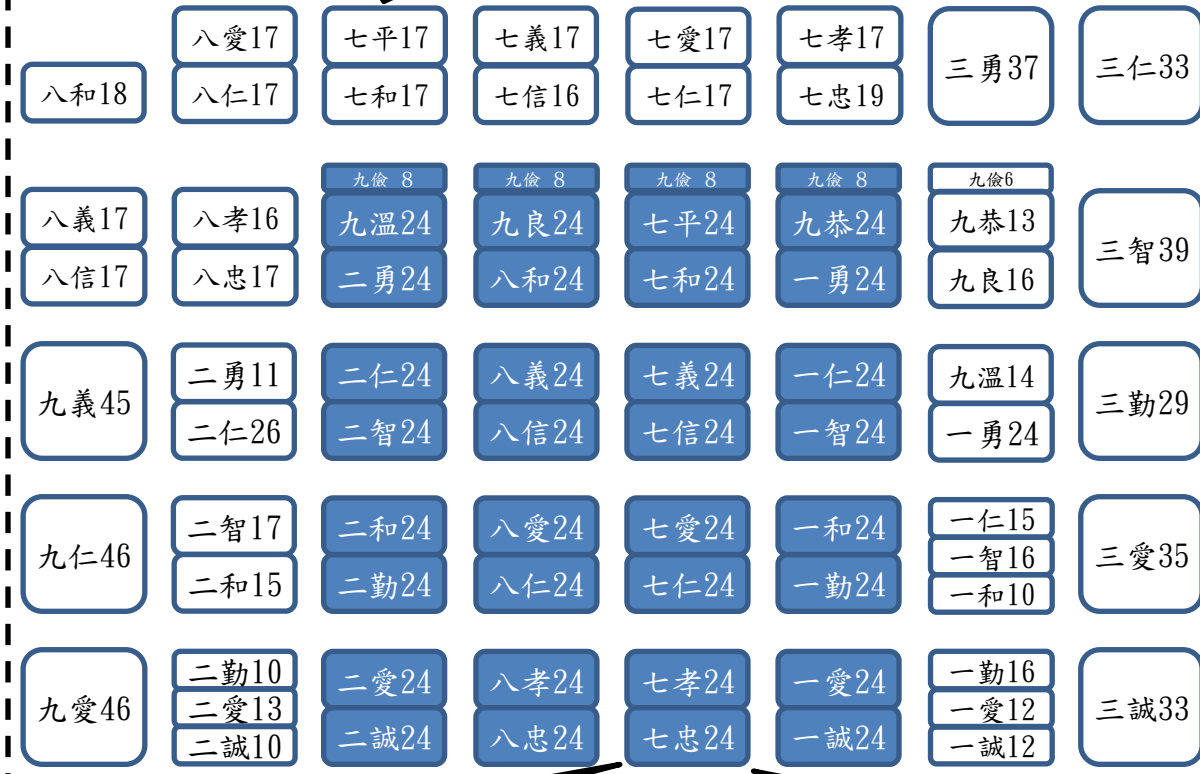 八愛17 七平17 七義17 七愛17 七孝17 三勇37 三仁33
八和18 八仁17 七和17 七信16 七仁17 七忠19
九儉 8 九儉 8 九儉 8 九儉 8 九儉6
八義17 八孝16 九溫24 九良24 七平24 九恭24 九恭13 三智39
八信17 八忠17 二勇24 八和24 七和24 一勇24 九良16
九義45 二勇11 二仁24 八義24 七義24 一仁24 九溫14 三勤29
二仁26 二智24 八信24 七信24 一智24 一勇24
九仁46 二智17 二和24 八愛24 七愛24 一和24 一仁15 三愛35
一智16
二和15 二勤24 八仁24 七仁24 一勤24 一和10
九愛46 二勤10 二愛24 八孝24 七孝24 一愛24 一勤16 三誠33
二愛13 一愛12
二誠10 二誠24 八忠24 七忠24 一誠24 一誠12